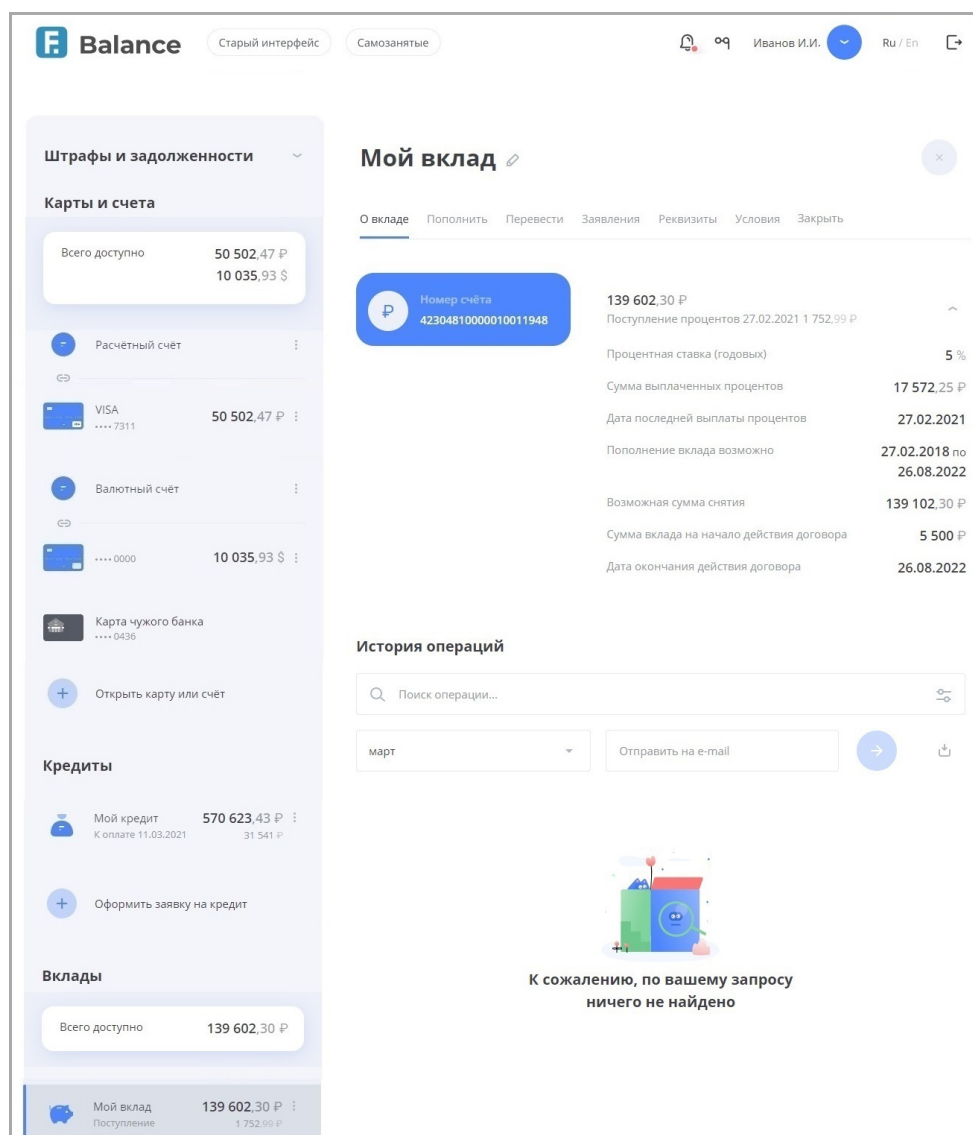 F. Balance
Старый интерфейс
Самозанятые
Иванов И.И.
Ru / En
Штрафы и задолженности
Карты и счета
Всего доступно 50 502,47 ₽
10 035,93 $
Расчётный счёт
VISA 50 502,47 ₽
•••• 7311
Валютный счёт
•••• 0000 10 035,93 $
Карта чужого банка
•••• 0436
Открыть карту или счёт
Кредиты
Мой кредит 570 623,43 ₽
К оплате 11.03.2021 31 541 ₽
Оформить заявку на кредит
Вклады
Всего доступно 139 602,30 ₽
Мой вклад 139 602,30 ₽
Поступление 1 752,99 ₽
Мой вклад
О вкладе Пополнить Перевести Заявления Реквизиты Условия Закрыть
₽
Номер счёта
42304810000010011948
139 602,30 ₽
Поступление процентов 27.02.2021 1 752,99 ₽
Процентная ставка (годовых) 5 %
Сумма выплаченных процентов 17 572,25 ₽
Дата последней выплаты процентов 27.02.2021
Пополнение вклада возможно 27.02.2018 по
26.08.2022
Возможная сумма снятия 139 102,30 ₽
Сумма вклада на начало действия договора 5 500 ₽
Дата окончания действия договора 26.08.2022
История операций
Поиск операции...
март
Отправить на e-mail
К сожалению, по вашему запросу
ничего не найдено